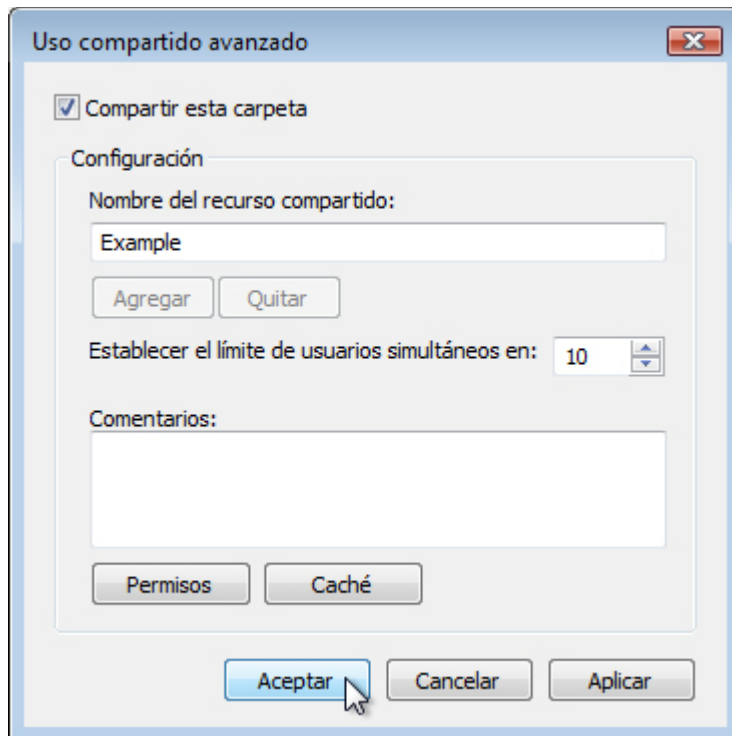 Uso compartido avanzado
Compartir esta carpeta
Configuración
Nombre del recurso compartido:
Example
Agregar Quitar
Establecer el límite de usuarios simultáneos en: 10
Comentarios:
Permisos Caché
Aceptar Cancelar Aplicar